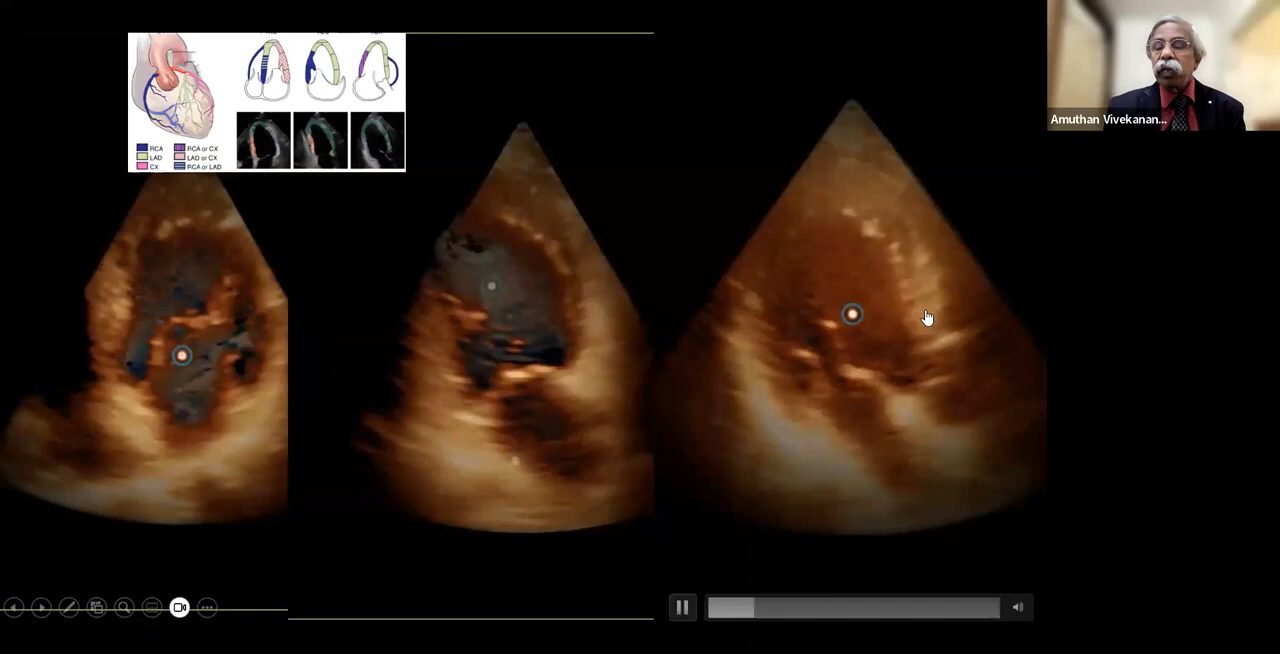 RCA
LAD
CX
RCA or CX
LAD or CX
RCA or LAD
Amuthan Vivekanan...